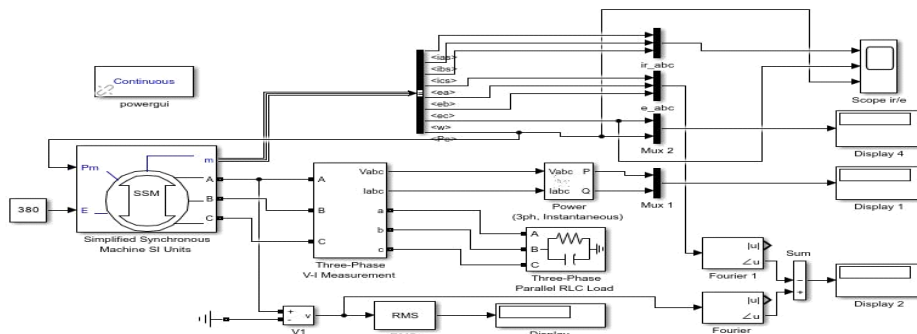 <ias>
<ibs>
<ics>
<ea>
<eb>
<ec>
<w>
<Pe>
ir_abc
e_abc
Mux 2
Mux 1
Scope ir/e
Display 4
Display 1
Continuous
powergui
Pm
E
SSM
m
A
B
C
380
Simplified Synchronous
Machine SI Units
A
B
C
Vabc
Iabc
a
b
c
Three-Phase
V-I Measurement
Vabc
Iabc
P
Q
Power
(3ph, Instantaneous)
A
B
C
Three-Phase
Parallel RLC Load
|u|
∠u
Fourier 1
Sum
-
+
Display 2
|u|
∠u
Fourier
+
-
v
V1
RMS
Display